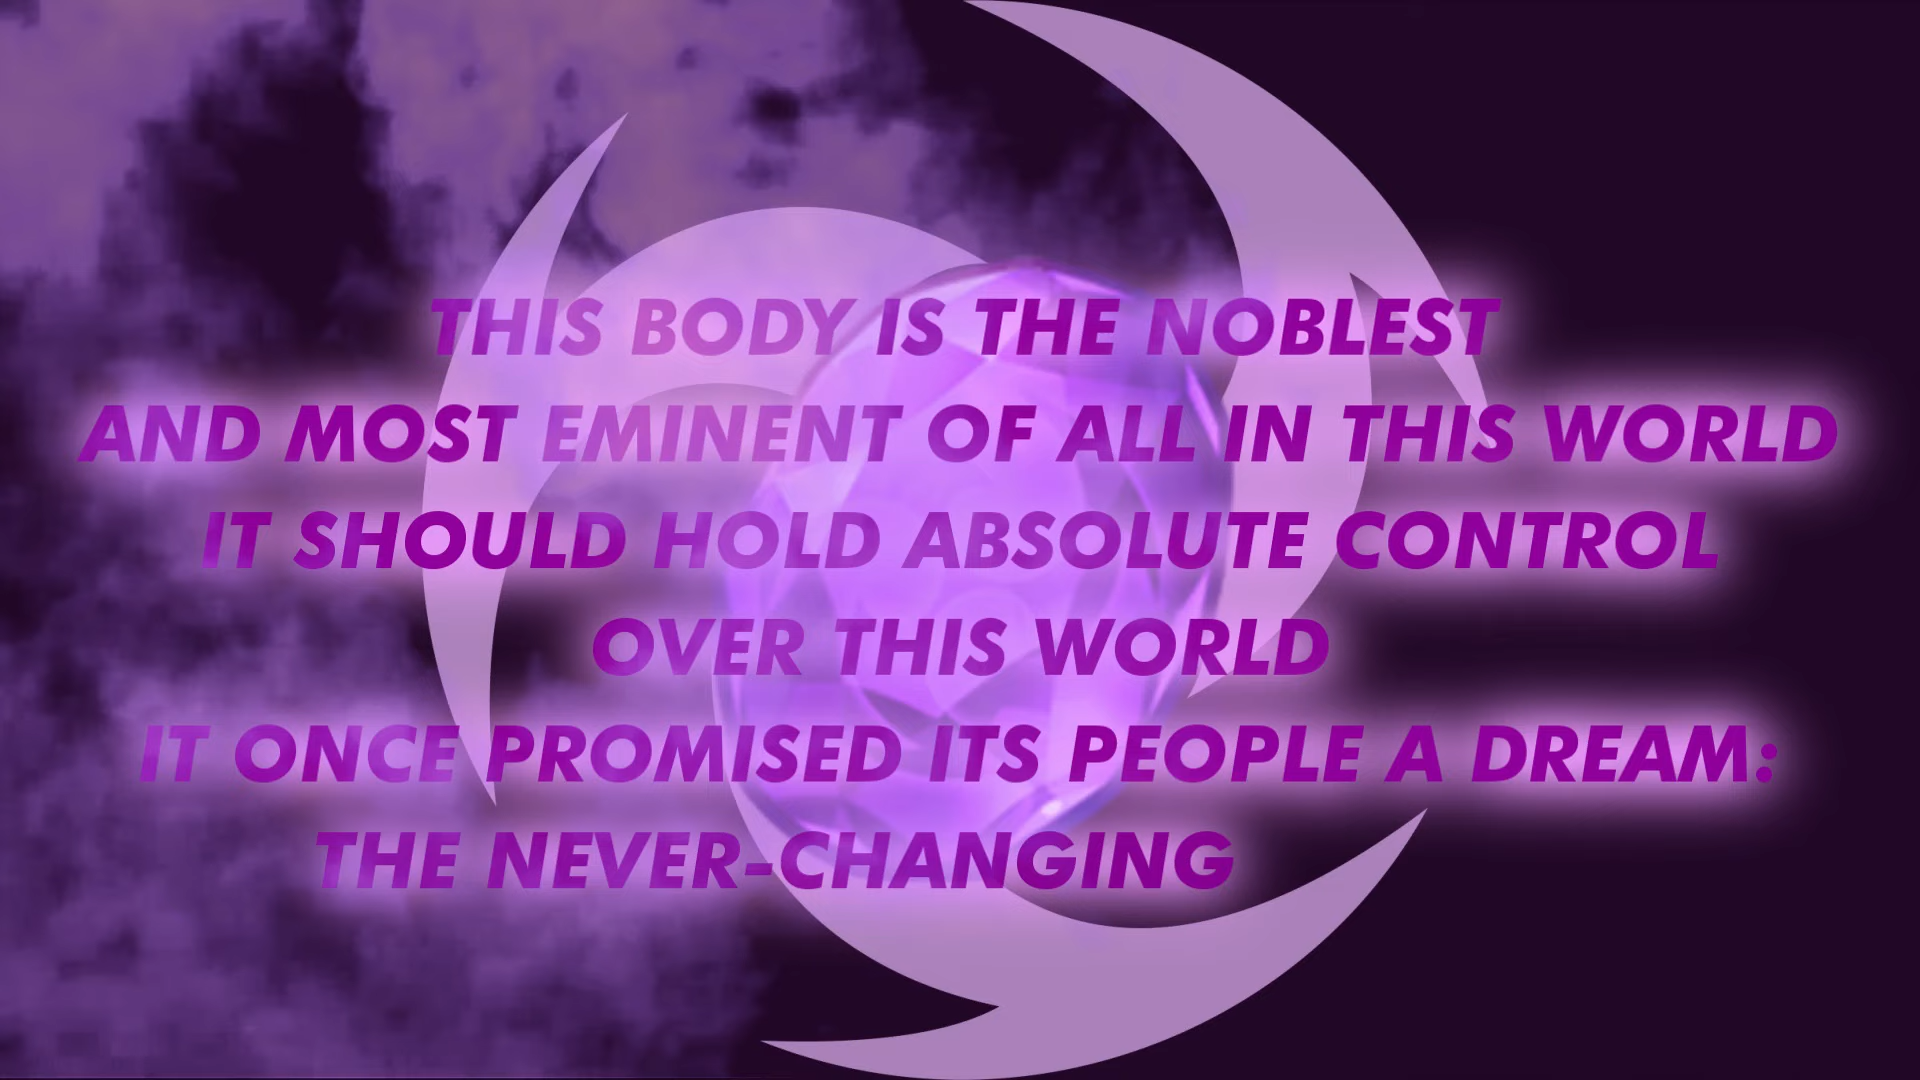 THIS BODY IS THE NOBLEST
AND MOST EMINENT OF ALL IN THIS WORLD
IT SHOULD HOLD ABSOLUTE CONTROL
OVER THIS WORLD
IT ONCE PROMISED ITS PEOPLE A DREAM:
THE NEVER-CHANGING